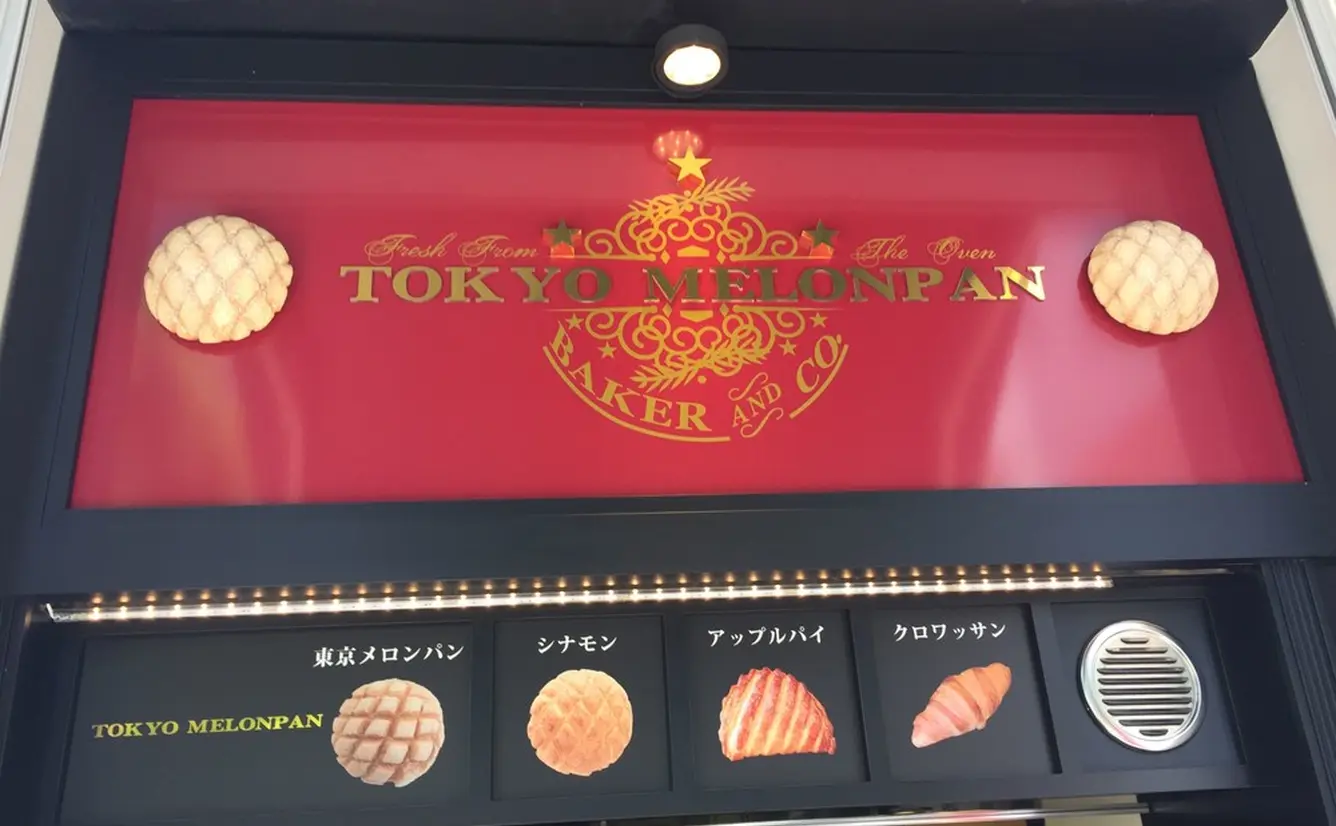 Fresh From The Oven
TOKYO MELONPAN
BAKER AND CO.
東京メロンパン
TOKYO MELONPAN
シナモン
アップルパイ
クロワッサン